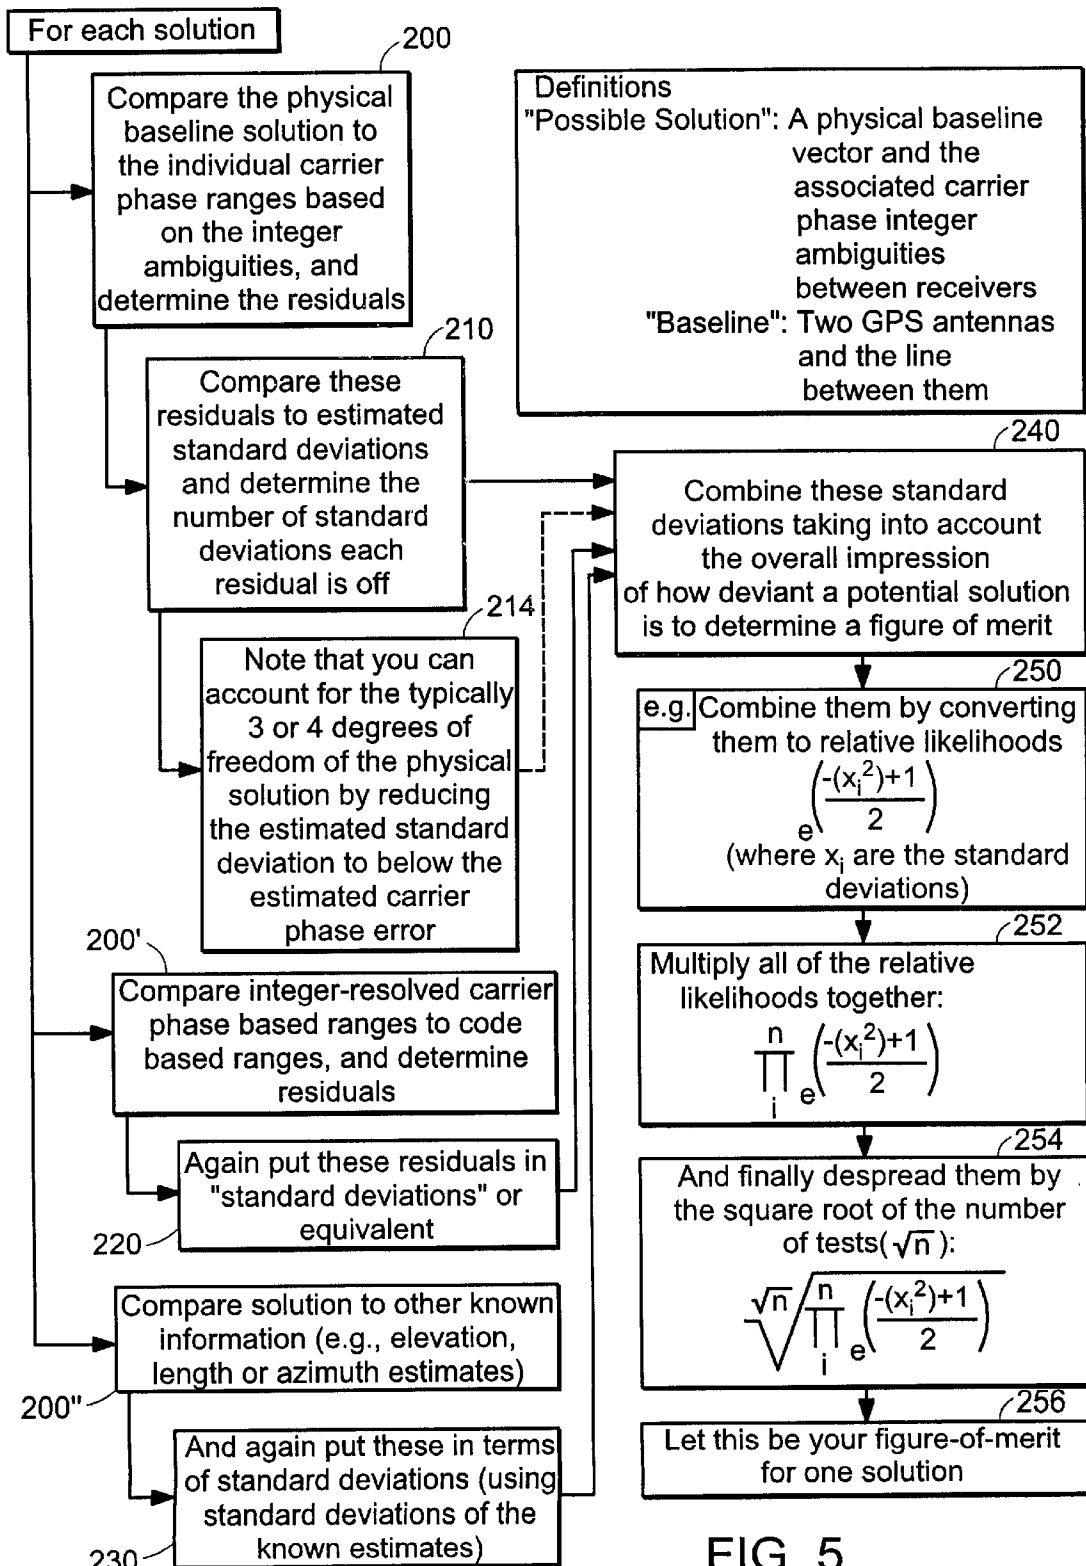 For each solution
200
Compare the physical
baseline solution to
the individual carrier
phase ranges based
on the integer
ambiguities, and
determine the residuals
210
Compare these
residuals to estimated
standard deviations
and determine the
number of standard
deviations each
residual is off
214
Note that you can
account for the typically
3 or 4 degrees of
freedom of the physical
solution by reducing
the estimated standard
deviation to below the
estimated carrier
phase error
200'
Compare integer-resolved carrier
phase based ranges to code
based ranges, and determine
residuals
Again put these residuals in
"standard deviations" or
equivalent
220
Compare solution to other known
information (e.g., elevation,
length or azimuth estimates)
200"
And again put these in terms
of standard deviations (using
standard deviations of the
known estimates)
230
Definitions
"Possible Solution": A physical baseline
vector and the
associated carrier
phase integer
ambiguities
between receivers
"Baseline": Two GPS antennas
and the line
between them
240
Combine these standard
deviations taking into account
the overall impression
of how deviant a potential solution
is to determine a figure of merit
250
e.g. Combine them by converting
them to relative likelihoods
e^((-(x_i^2)+1)/2)
(where x_i are the standard
deviations)
252
Multiply all of the relative
likelihoods together:
∏_i^n e^((-(x_i^2)+1)/2)
254
And finally despread them by
the square root of the number
of tests(√n):
√n√(∏_i^n e^((-(x_i^2)+1)/2))
256
Let this be your figure-of-merit
for one solution
FIG. 5